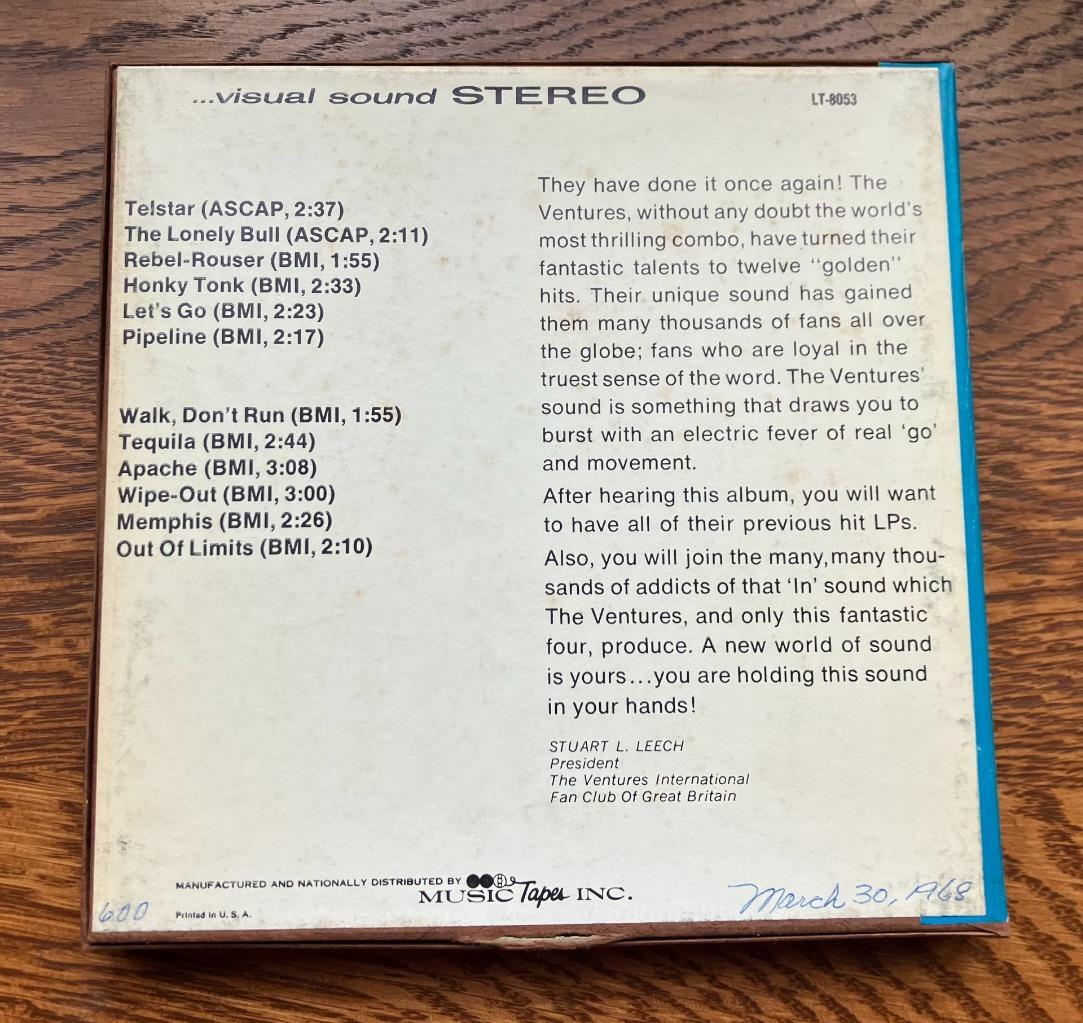 ...visual sound STEREO
LT-8053
Telstar (ASCAP, 2:37)
The Lonely Bull (ASCAP, 2:11)
Rebel-Rouser (BMI, 1:55)
Honky Tonk (BMI, 2:33)
Let's Go (BMI, 2:23)
Pipeline (BMI, 2:17)
Walk, Don't Run (BMI, 1:55)
Tequila (BMI, 2:44)
Apache (BMI, 3:08)
Wipe-Out (BMI, 3:00)
Memphis (BMI, 2:26)
Out Of Limits (BMI, 2:10)
They have done it once again! The
Ventures, without any doubt the world's
most thrilling combo, have turned their
fantastic talents to twelve "golden"
hits. Their unique sound has gained
them many thousands of fans all over
the globe; fans who are loyal in the
truest sense of the word. The Ventures'
sound is something that draws you to
burst with an electric fever of real 'go'
and movement.
After hearing this album, you will want
to have all of their previous hit LPs.
Also, you will join the many, many thou-
sands of addicts of that 'In' sound which
The Ventures, and only this fantastic
four, produce. A new world of sound
is yours...you are holding this sound
in your hands!
STUART L. LEECH
President
The Ventures International
Fan Club Of Great Britain
MANUFACTURED AND NATIONALLY DISTRIBUTED BY
MUSIC Tapes INC.
600
Printed in U. S. A.
March 30, 1968